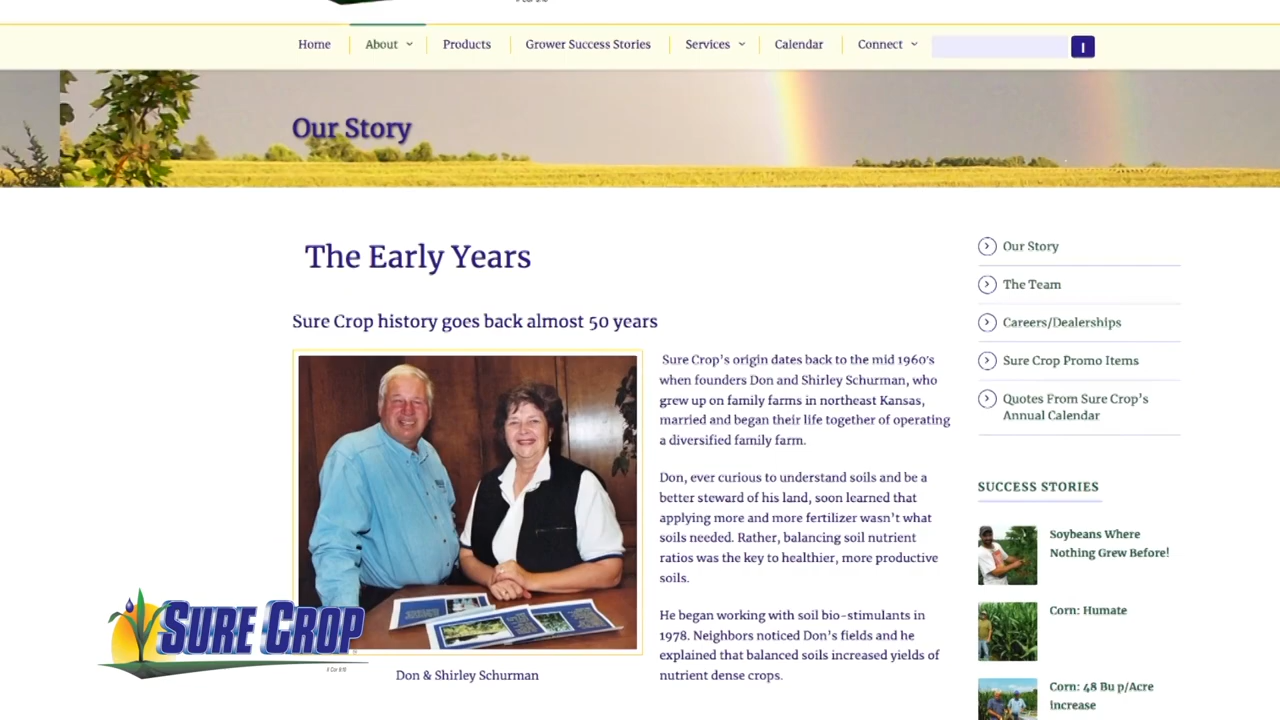 Home
About
Products
Grower Success Stories
Services
Calendar
Connect
I
Our Story
The Early Years
Sure Crop history goes back almost 50 years
Sure Crop's origin dates back to the mid 1960's
when founders Don and Shirley Schurman, who
grew up on family farms in northeast Kansas,
married and began their life together of operating
a diversified family farm.
Don, ever curious to understand soils and be a
better steward of his land, soon learned that
applying more and more fertilizer wasn't what
soils needed. Rather, balancing soil nutrient
ratios was the key to healthier, more productive
soils.
He began working with soil bio-stimulants in
1978. Neighbors noticed Don's fields and he
explained that balanced soils increased yields of
nutrient dense crops.
Don & Shirley Schurman
SURE CROP
Our Story
The Team
Careers/Dealerships
Sure Crop Promo Items
Quotes From Sure Crop's
Annual Calendar
SUCCESS STORIES
Soybeans Where
Nothing Grew Before!
Corn: Humate
Corn: 48 Bu p/Acre
increase